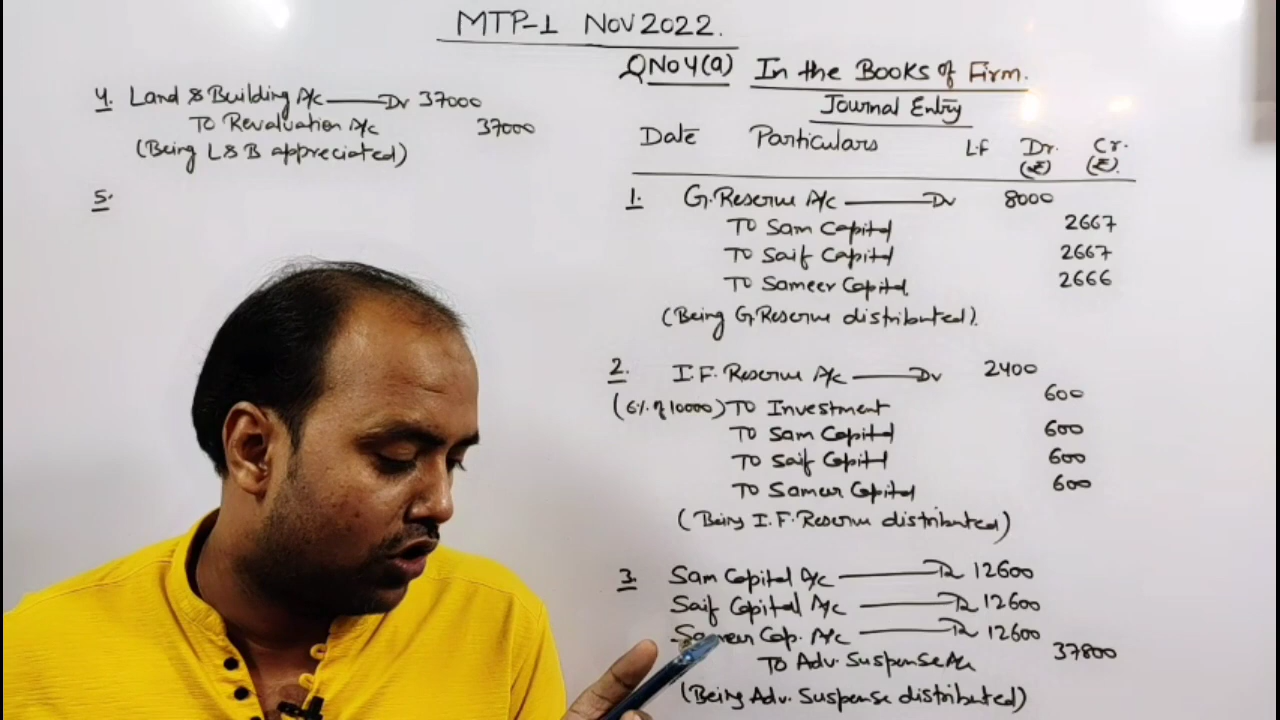 MTP-1 NOV 2022.
QNo 4(a) In the Books of Firm.
Journal Entry
Date Particulars L.f Dr. (₹) Cr. (₹)
1. G. Reserve A/c Dr 8000
To Sam Capital 2667
To Saif Capital 2667
To Sameer Capital 2666
(Being G. Reserve distributed).
2. I.F. Reserve A/c Dr 2400
(6% of 10000) To Investment 600
To Sam Capital 600
To Saif Capital 600
To Sameer Capital 600
(Being I.F. Reserve distributed)
3. Sam Capital A/c Dr 12600
Saif Capital A/c Dr 12600
Sameer Cap. A/c Dr 12600
To Adv. Suspense A/c 37800
(Being Adv. Suspense distributed)
4. Land & Building A/c Dr 37000
To Revaluation A/c 37000
(Being L & B appreciated)
5.